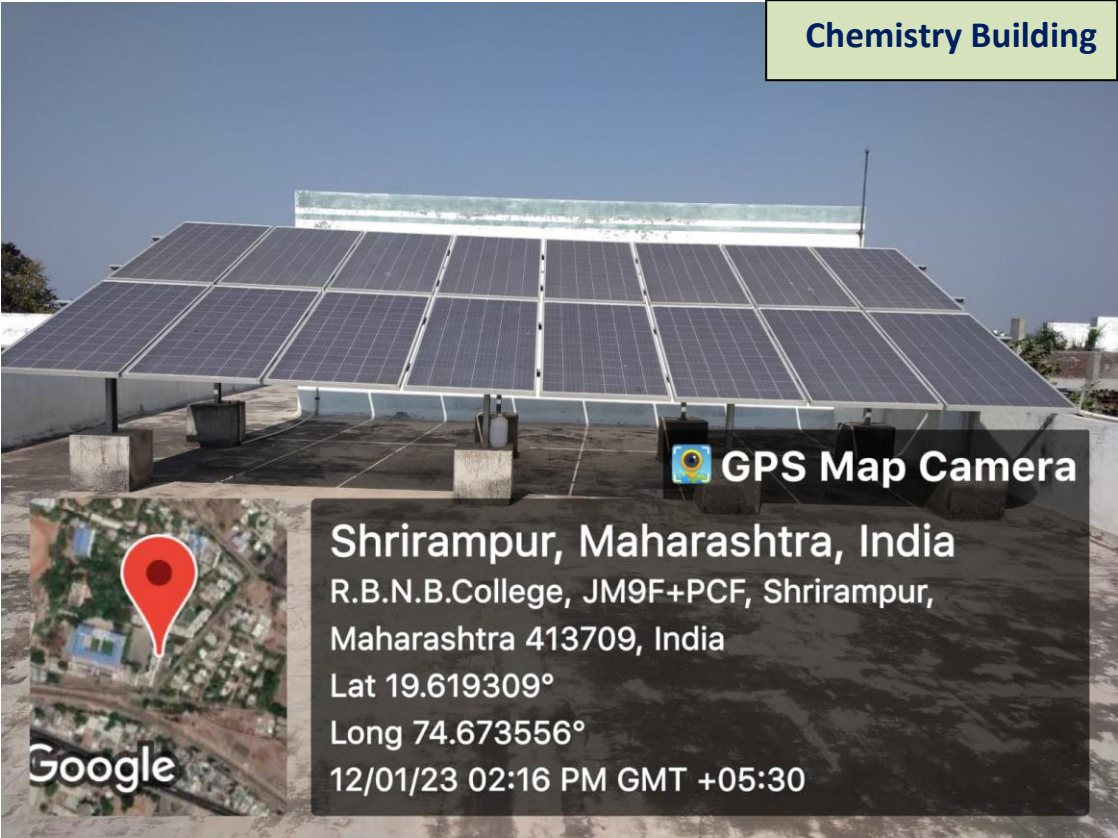 Chemistry Building
GPS Map Camera
Shrirampur, Maharashtra, India
R.B.N.B.College, JM9F+PCF, Shrirampur,
Maharashtra 413709, India
Lat 19.619309°
Long 74.673556°
12/01/23 02:16 PM GMT +05:30
Google